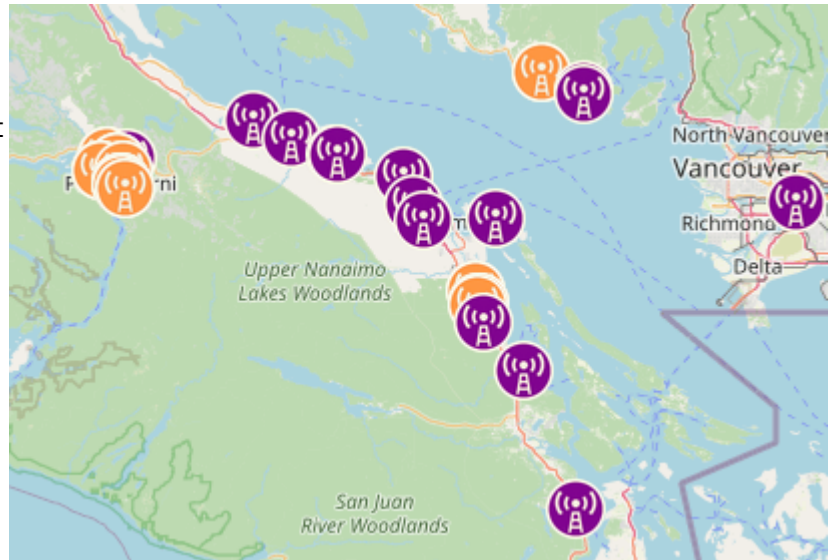 North Vancouver
Vancouver
Richmond
Delta
Upper Nanaimo
Lakes Woodlands
San Juan
River Woodlands